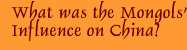 What was the Mongols'
Influence on China?